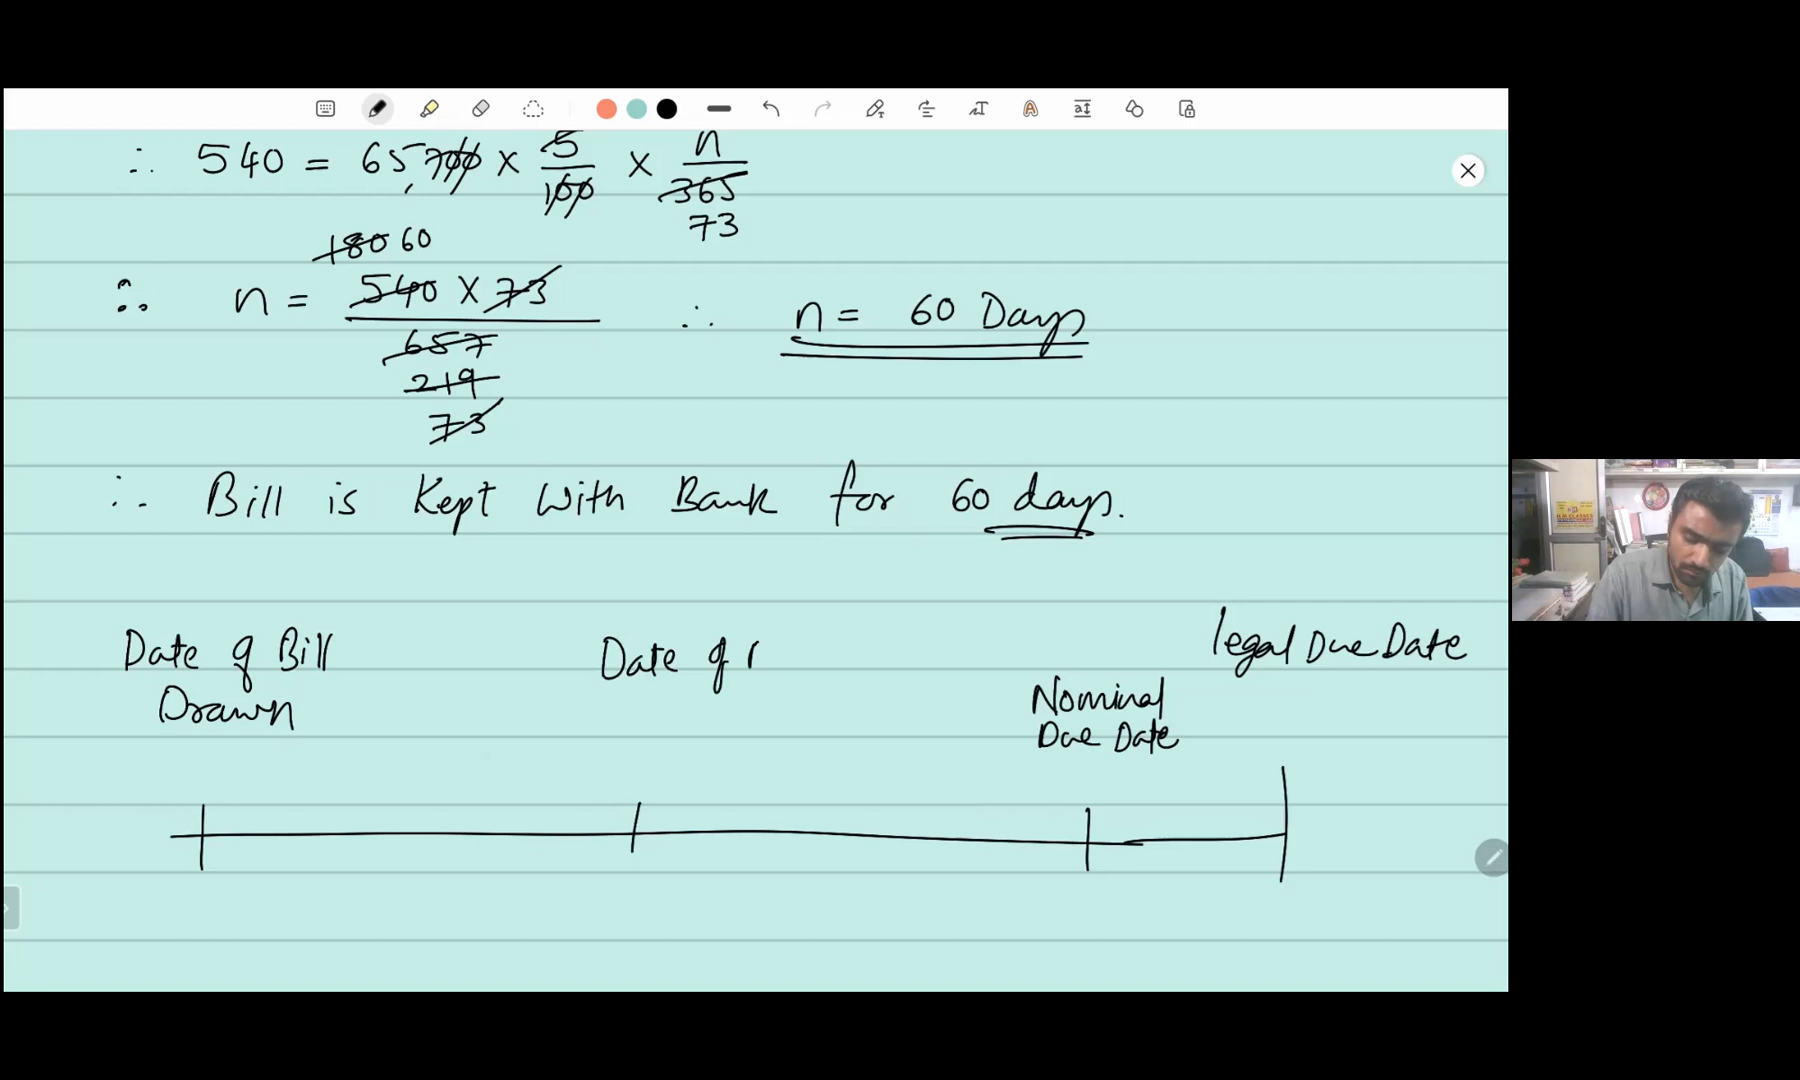 ∴ 540 = 65,700 × 5/100 × n/365
73
180 60
∴ n = 540 × 73 / 657 ∴ n = 60 Days
219
73
∴ Bill is Kept With Bank for 60 days.
Date of Bill Drawn
Date of
Nominal Due Date
legal Due Date